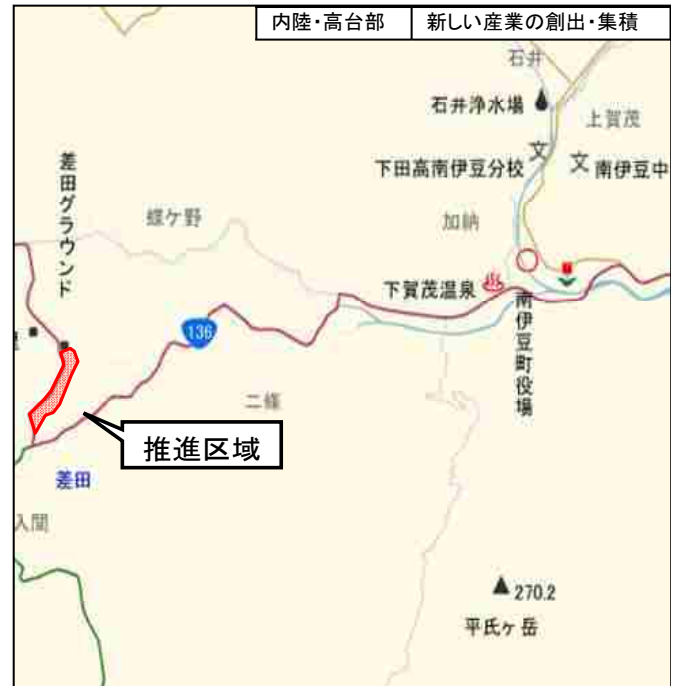 内陸・高台部
新しい産業の創出・集積
石井
石井浄水場
上賀茂
下田高南伊豆分校
文
文
南伊豆中
差田グラウンド
蝶ケ野
加納
下賀茂温泉
南伊豆町役場
136
二條
推進区域
差田
入間
270.2
平氏ヶ岳